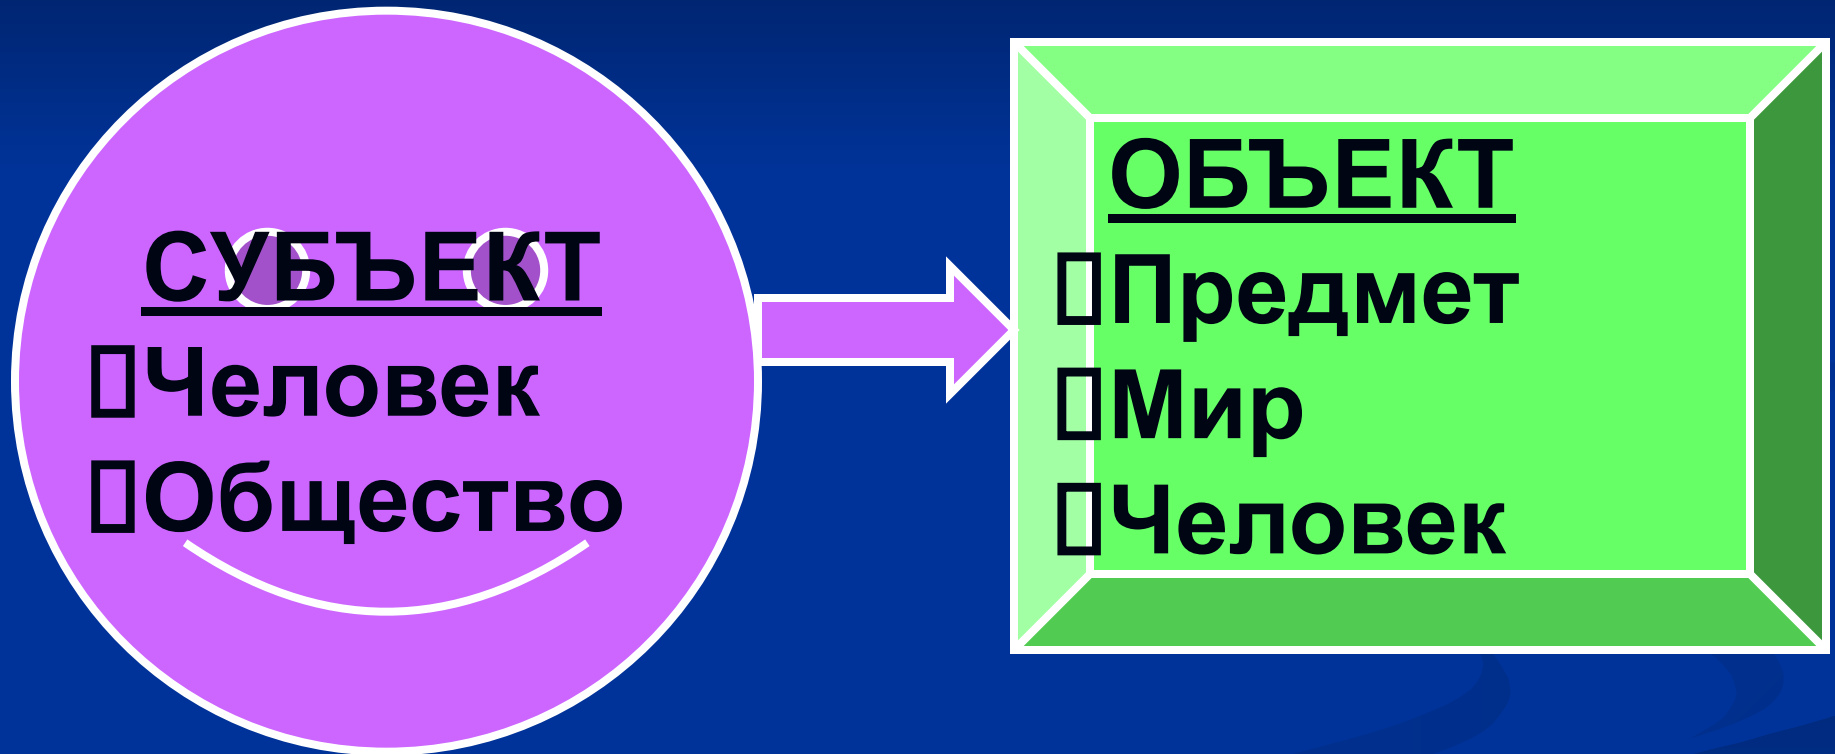 СУБЪЕКТ
Человек
Общество
ОБЪЕКТ
Предмет
Мир
Человек